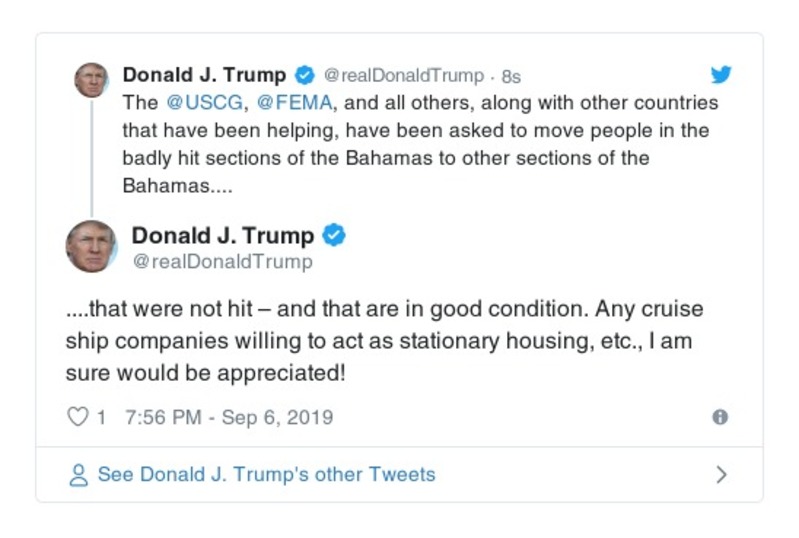 Donald J. Trump @realDonaldTrump · 8s
The @USCG, @FEMA, and all others, along with other countries
that have been helping, have been asked to move people in the
badly hit sections of the Bahamas to other sections of the
Bahamas....
Donald J. Trump
@realDonaldTrump
....that were not hit – and that are in good condition. Any cruise
ship companies willing to act as stationary housing, etc., I am
sure would be appreciated!
1 7:56 PM - Sep 6, 2019
See Donald J. Trump's other Tweets